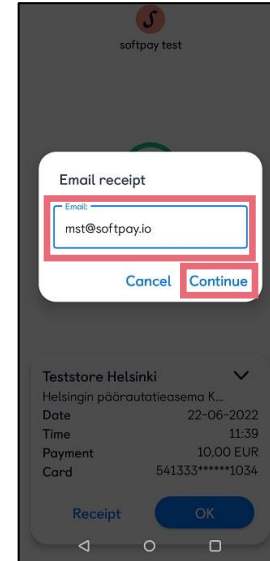 softpay test
Email receipt
Email:
mst@softpay.io
Cancel Continue
Teststore Helsinki
Helsingin päärautatieasema K...
Date 22-06-2022
Time 11:39
Payment 10,00 EUR
Card 541333******1034
Receipt OK